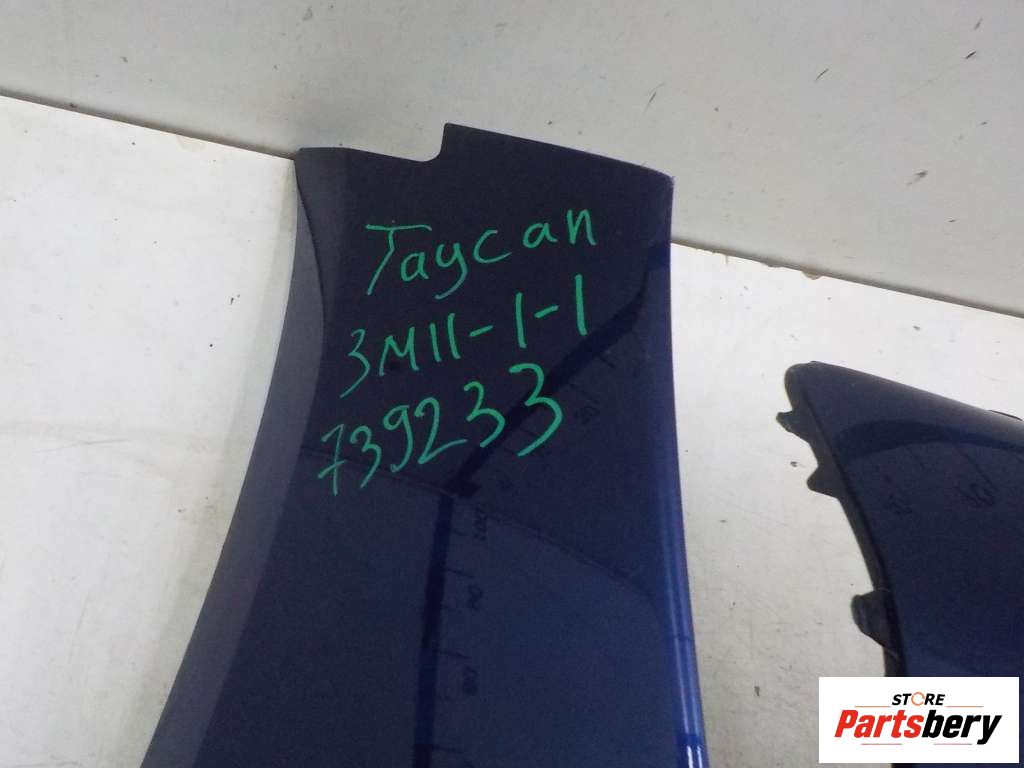 Taycan
3M11-1-1
739233
STORE
Partsbery